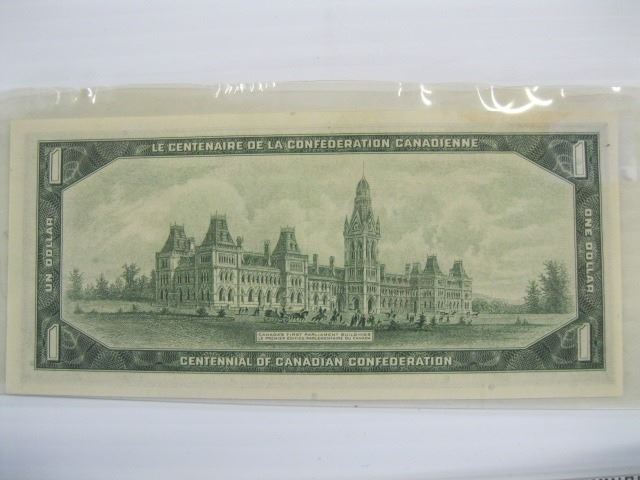 LE CENTENAIRE DE LA CONFÉDÉRATION CANADIENNE
1
1
UN DOLLAR
ONE DOLLAR
CANADA'S FIRST PARLIAMENT BUILDINGS
LE PREMIER ÉDIFICE PARLEMENTAIRE DU CANADA
1
1
CENTENNIAL OF CANADIAN CONFEDERATION